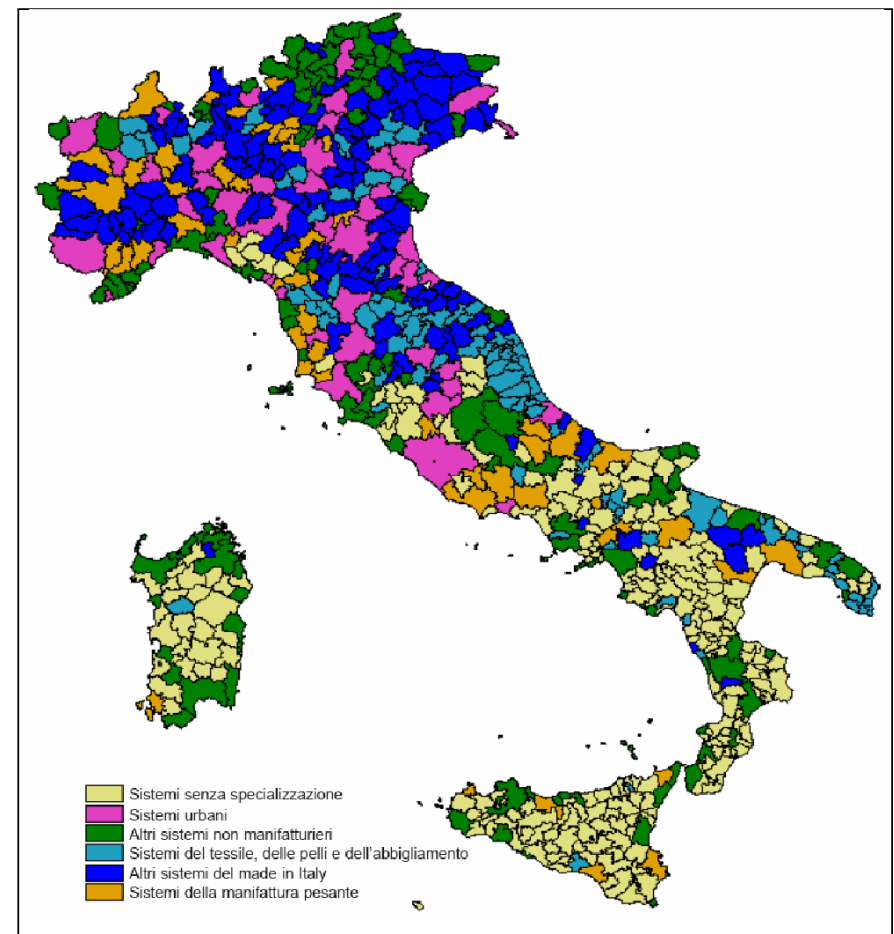 Sistemi senza specializzazione
Sistemi urbani
Altri sistemi non manifatturieri
Sistemi del tessile, delle pelli e dell'abbigliamento
Altri sistemi del made in Italy
Sistemi della manifattura pesante